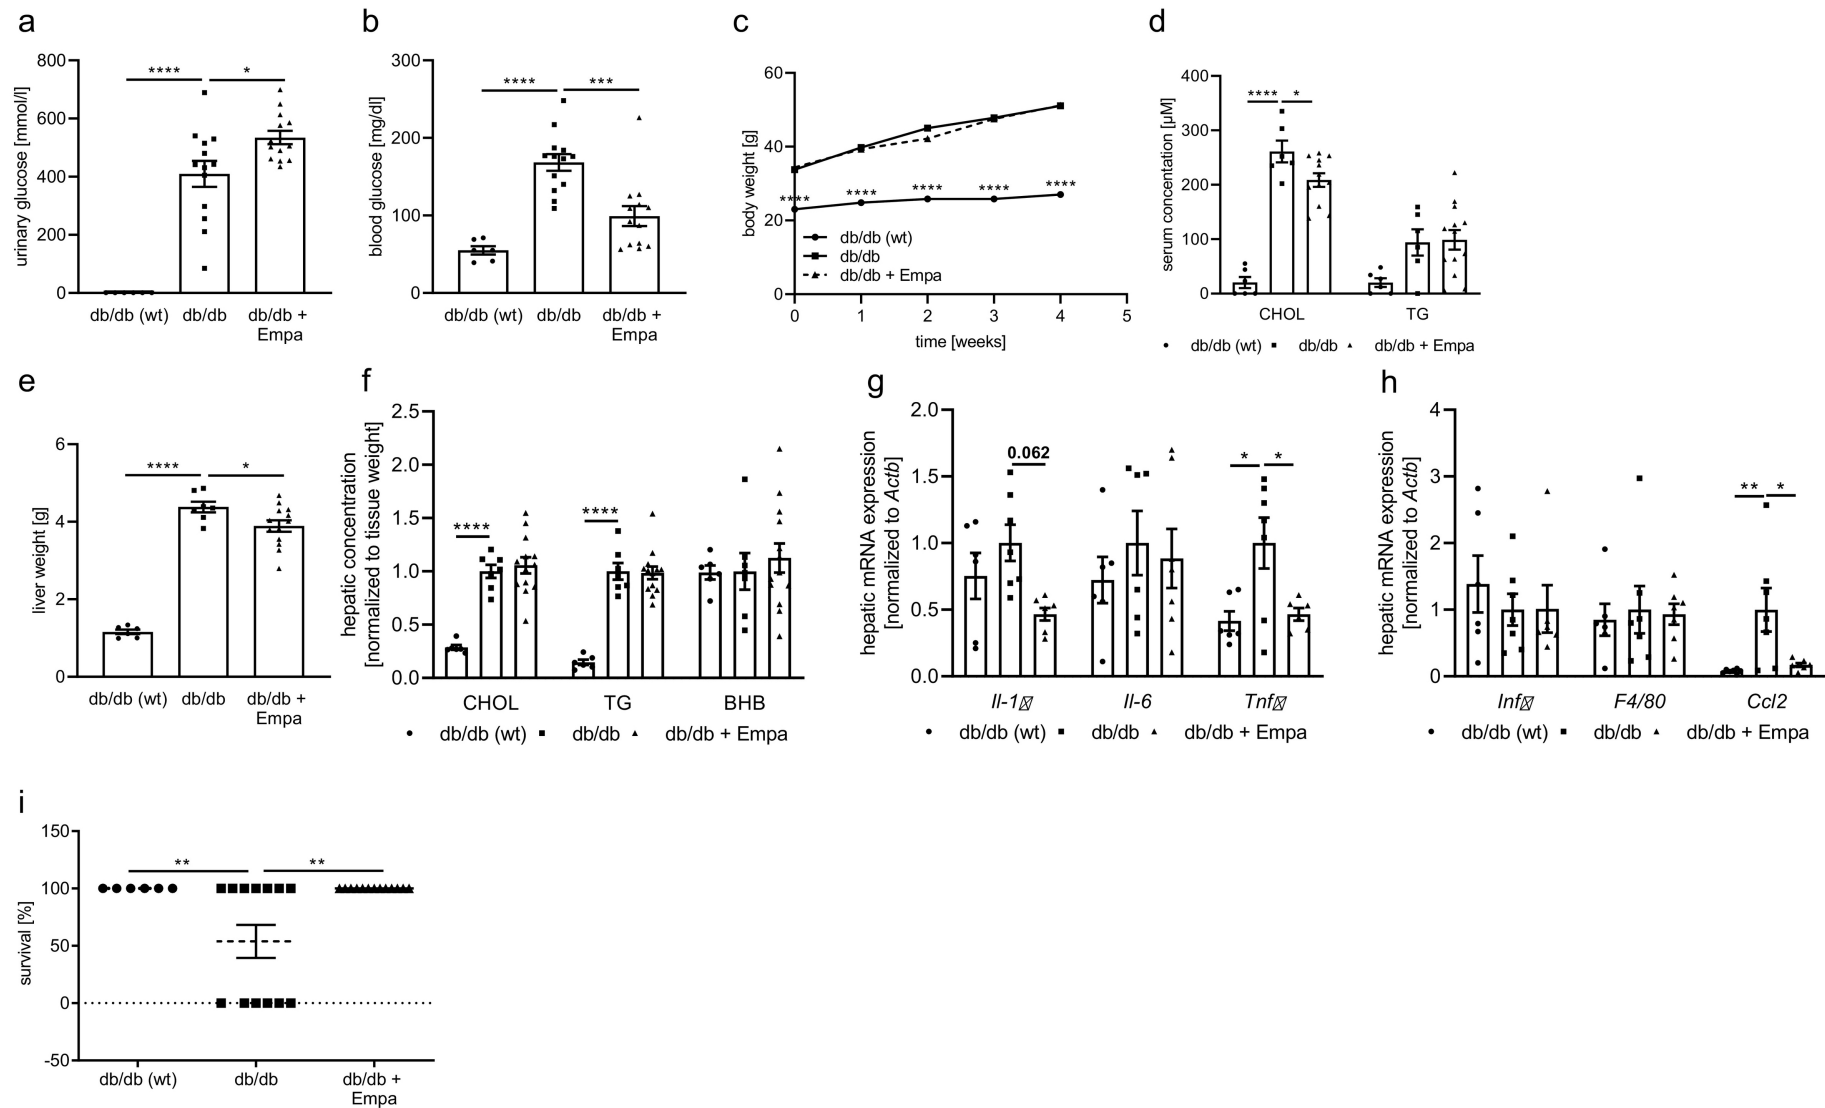 a
urinary glucose [mmol/l]
800
600
400
200
0
****
*
db/db (wt)
db/db
db/db +
Empa
b
blood glucose [mg/dl]
300
200
100
0
****
***
db/db (wt)
db/db
db/db +
Empa
c
body weight [g]
60
40
20
0
****
****
****
****
****
db/db (wt)
db/db
db/db + Empa
0
1
2
3
4
5
time [weeks]
d
serum concentation [µM]
400
300
200
100
0
****
*
CHOL
TG
db/db (wt)
db/db
db/db + Empa
e
liver weight [g]
6
4
2
0
****
*
db/db (wt)
db/db
db/db +
Empa
f
hepatic concentration
[normalized to tissue weight]
2.5
2.0
1.5
1.0
0.5
0.0
****
****
CHOL
TG
BHB
db/db (wt)
db/db
db/db + Empa
g
hepatic mRNA expression
[normalized to Actb]
2.0
1.5
1.0
0.5
0.0
0.062
*
*
Il-1
Il-6
Tnf
db/db (wt)
db/db
db/db + Empa
h
hepatic mRNA expression
[normalized to Actb]
4
3
2
1
0
**
*
Inf
F4/80
Ccl2
db/db (wt)
db/db
db/db + Empa
i
survival [%]
150
100
50
0
-50
**
**
db/db (wt)
db/db
db/db +
Empa